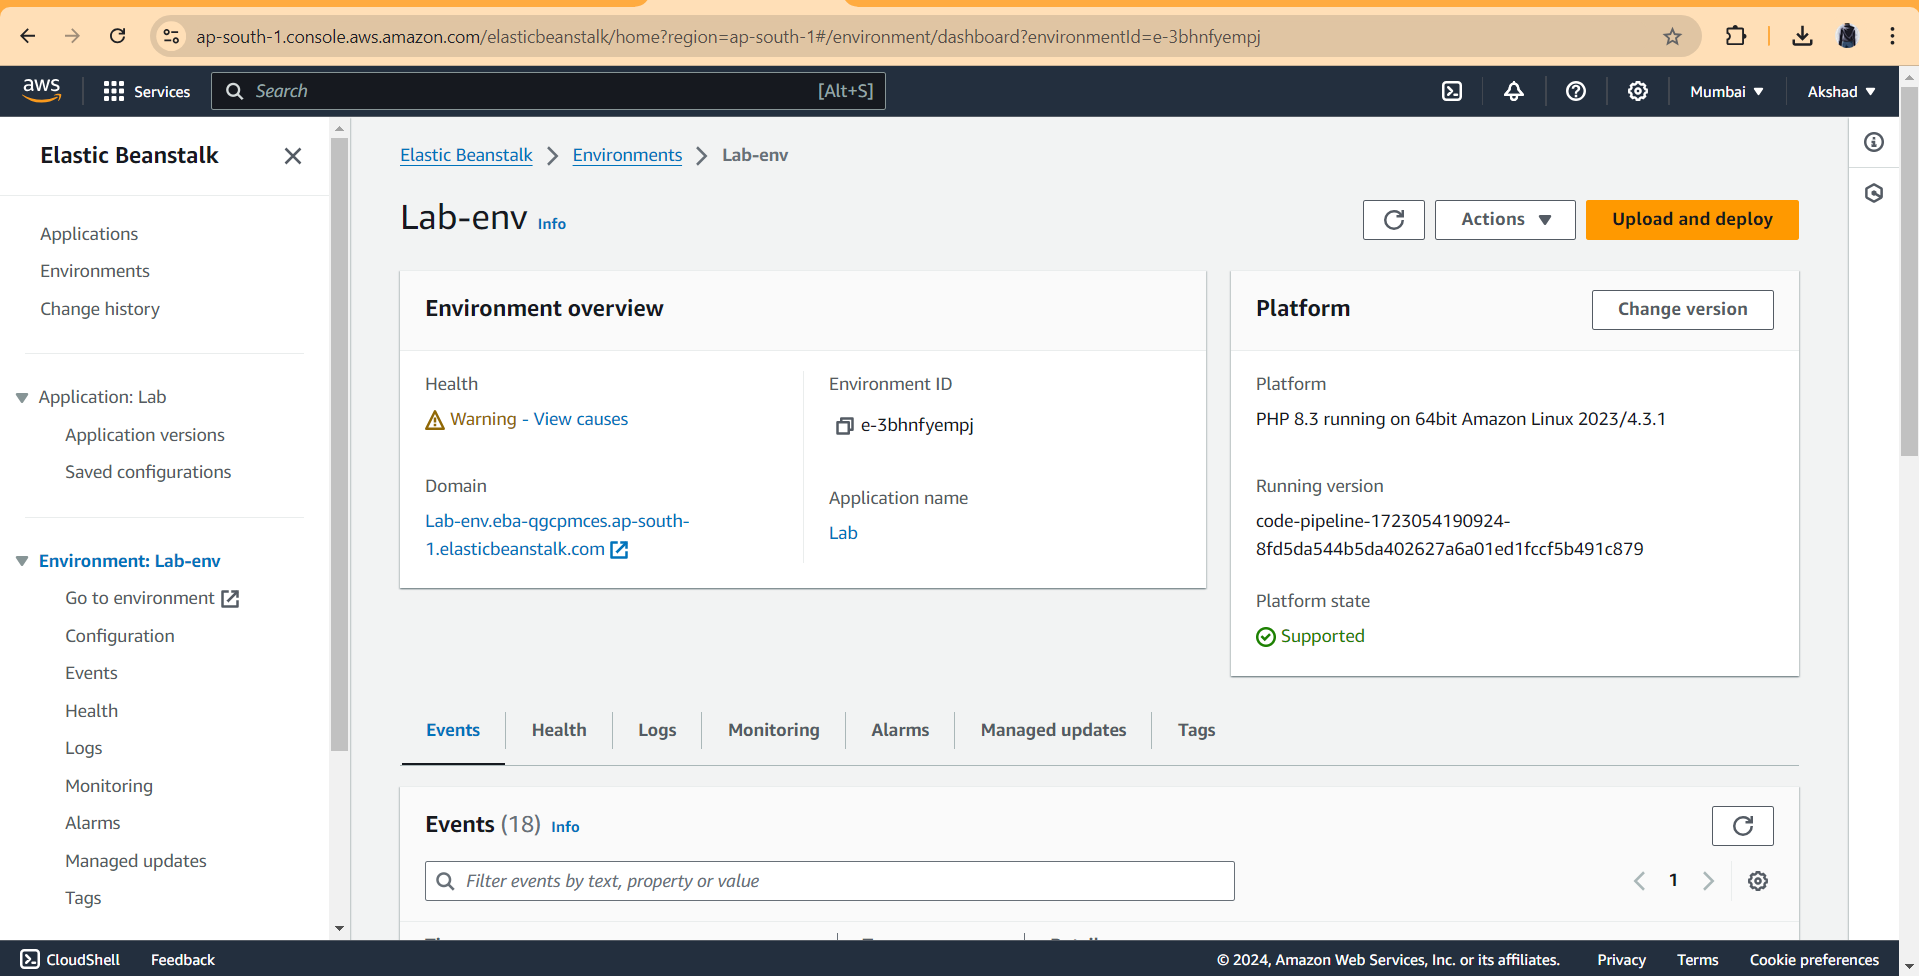 ap-south-1.console.aws.amazon.com/elasticbeanstalk/home?region=ap-south-1#/environment/dashboard?environmentId=e-3bhnfyempj
aws
Services
Search
[Alt+S]
Mumbai
Akshad
Elastic Beanstalk
Applications
Environments
Change history
Application: Lab
Application versions
Saved configurations
Environment: Lab-env
Go to environment
Configuration
Events
Health
Logs
Monitoring
Alarms
Managed updates
Tags
Elastic Beanstalk
Environments
Lab-env
Lab-env Info
Actions
Upload and deploy
Environment overview
Health
Warning - View causes
Domain
Lab-env.eba-qgcpmces.ap-south-
1.elasticbeanstalk.com
Environment ID
e-3bhnfyempj
Application name
Lab
Platform
Change version
Platform
PHP 8.3 running on 64bit Amazon Linux 2023/4.3.1
Running version
code-pipeline-1723054190924-
8fd5da544b5da402627a6a01ed1fccf5b491c879
Platform state
Supported
Events
Health
Logs
Monitoring
Alarms
Managed updates
Tags
Events (18) Info
Filter events by text, property or value
1
CloudShell
Feedback
© 2024, Amazon Web Services, Inc. or its affiliates.
Privacy
Terms
Cookie preferences